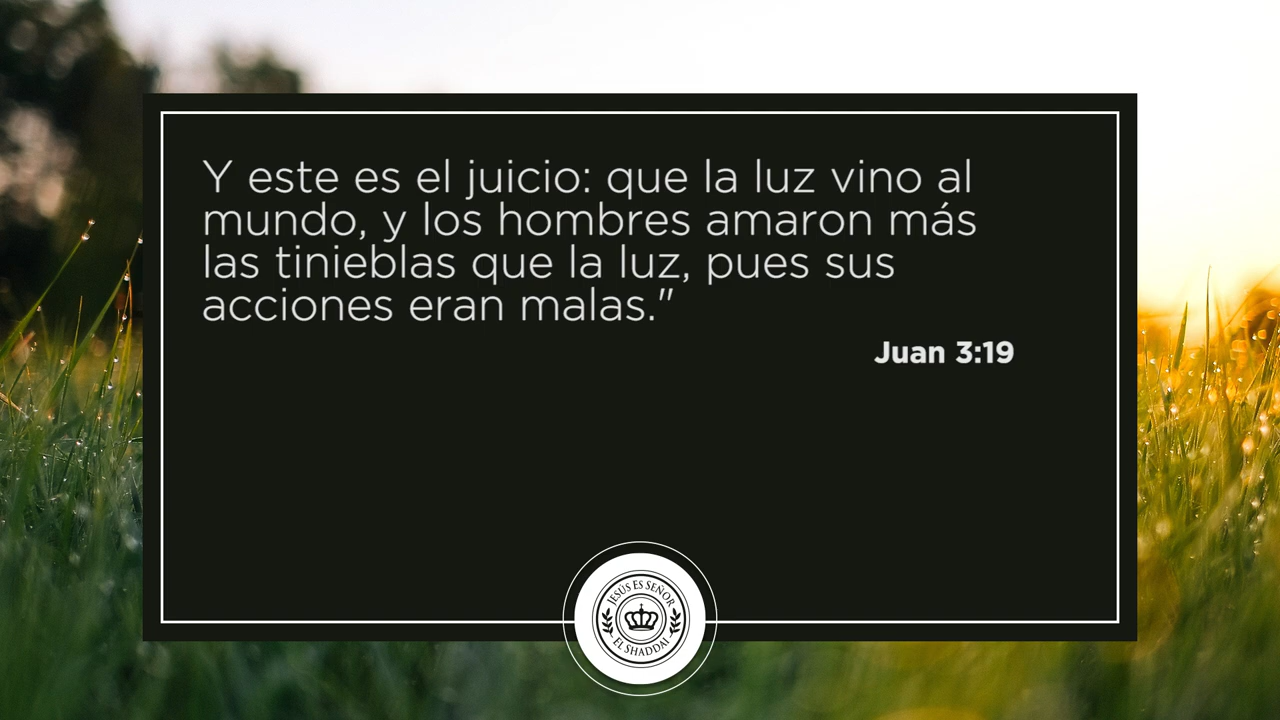 Y este es el juicio: que la luz vino al
mundo, y los hombres amaron más
las tinieblas que la luz, pues sus
acciones eran malas."
Juan 3:19
JESÚS ES SEÑOR
EL SHADDAI